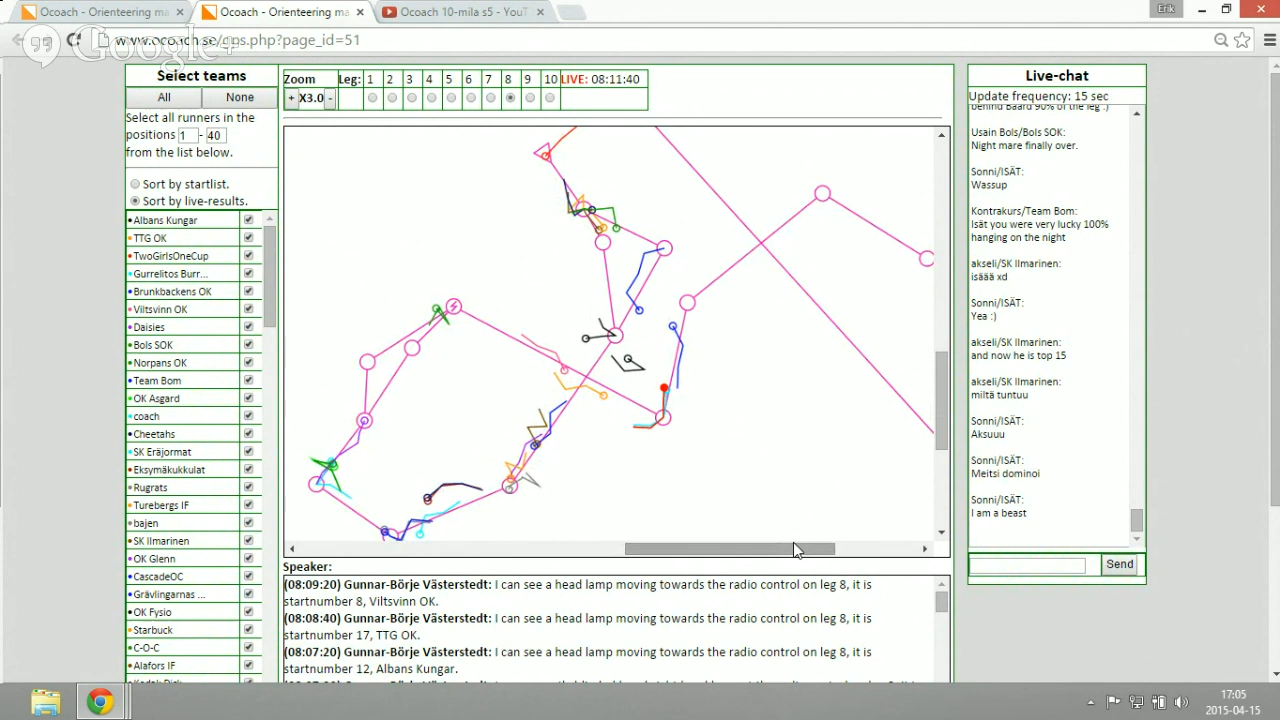 Ocoach - Orienteering ma
Ocoach - Orienteering ma
Ocoach 10-mila s5 - YouT
Erik
www.ocoach.se/cms.php?page_id=51
Google+
Select teams
All None
Select all runners in the
positions 1 - 40
from the list below.
Sort by startlist.
Sort by live-results.
Albans Kungar
TTG OK
TwoGirlsOneCup
Gurrelitos Burr...
Brunkbackens OK
Viltsvinn OK
Daisies
Bols SOK
Norpans OK
Team Bom
OK Asgard
coach
Cheetahs
SK Eräjormat
Eksymäkukkulat
Rugrats
Turebergs IF
bajen
SK Ilmarinen
OK Glenn
CascadeOC
Grävlingarnas ...
OK Fysio
Starbuck
C-O-C
Alafors IF
Zoom Leg: 1 2 3 4 5 6 7 8 9 10 LIVE: 08:11:40
+ X3.0 -
Speaker:
(08:09:20) Gunnar-Börje Västerstedt: I can see a head lamp moving towards the radio control on leg 8, it is
startnumber 8, Viltsvinn OK.
(08:08:40) Gunnar-Börje Västerstedt: I can see a head lamp moving towards the radio control on leg 8, it is
startnumber 17, TTG OK.
(08:07:20) Gunnar-Börje Västerstedt: I can see a head lamp moving towards the radio control on leg 8, it is
startnumber 12, Albans Kungar.
Live-chat
Update frequency: 15 sec
behind Baard 90% of the leg :)
Usain Bols/Bols SOK:
Night mare finally over.
Sonni/ISÄT:
Wassup
Kontrakurs/Team Bom:
Isät you were very lucky 100%
hanging on the night
akseli/SK Ilmarinen:
isäää xd
Sonni/ISÄT:
Yea :)
akseli/SK Ilmarinen:
and now he is top 15
akseli/SK Ilmarinen:
miltä tuntuu
Sonni/ISÄT:
Aksuuu
Sonni/ISÄT:
Meitsi dominoi
Sonni/ISÄT:
I am a beast
Send
17:05
2015-04-15